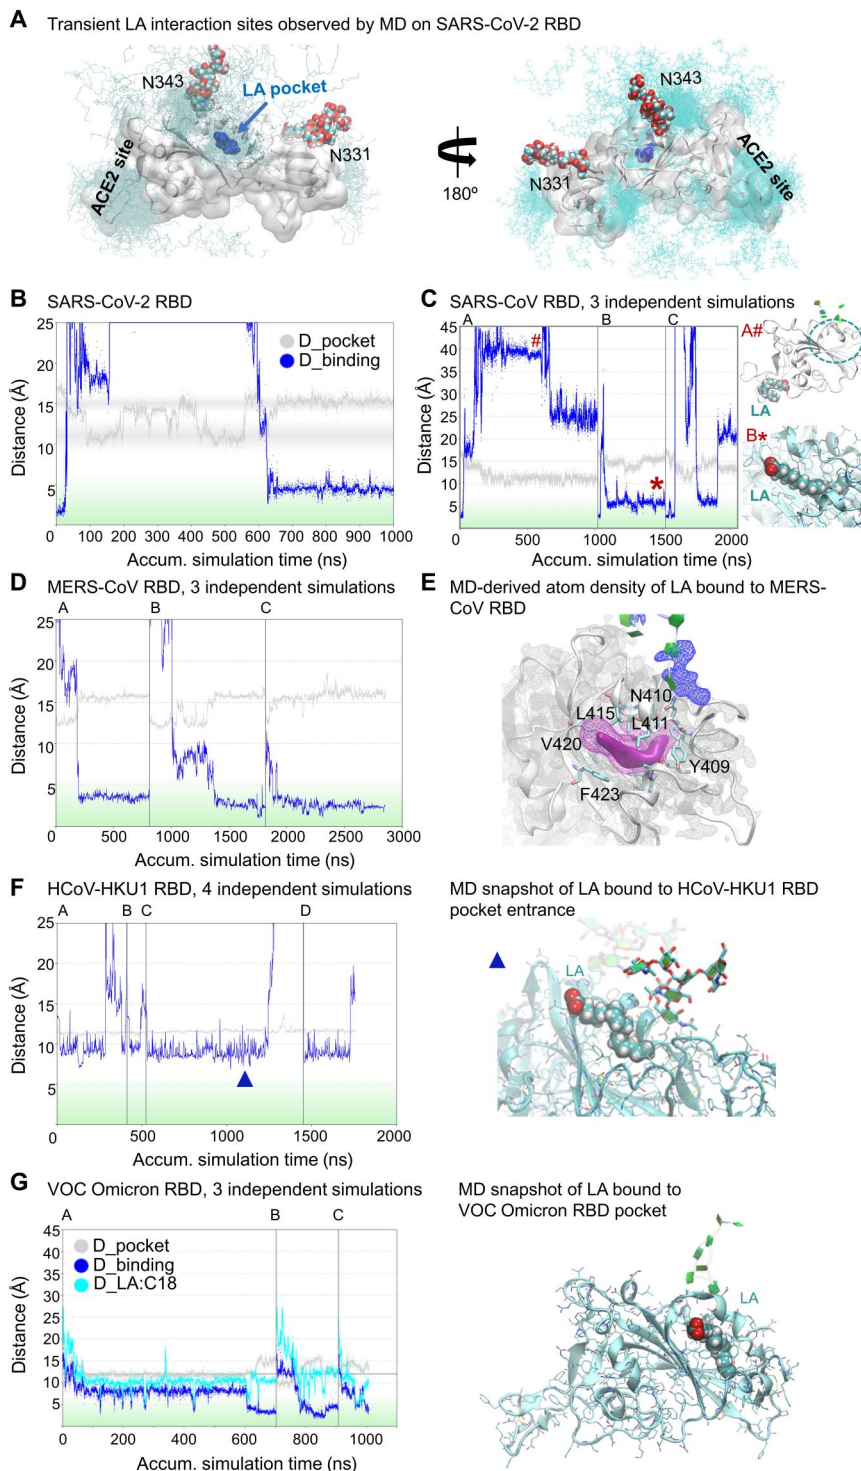 A Transient LA interaction sites observed by MD on SARS-CoV-2 RBD
N343
LA pocket
N331
ACE2 site
180º
N343
N331
ACE2 site
B SARS-CoV-2 RBD
25
20
15
10
5
Distance (Å)
D_pocket
D_binding
0 100 200 300 400 500 600 700 800 900 1000
Accum. simulation time (ns)
C SARS-CoV RBD, 3 independent simulations
A B C
45
40
35
30
25
20
15
10
5
Distance (Å)
#
*
0 500 1000 1500 2000
Accum. simulation time (ns)
A#
LA
B*
LA
D MERS-CoV RBD, 3 independent simulations
A B C
25
20
15
10
5
Distance (Å)
0 500 1000 1500 2000 2500 3000
Accum. simulation time (ns)
E MD-derived atom density of LA bound to MERS-
CoV RBD
N410
L415
L411
V420
Y409
F423
F HCoV-HKU1 RBD, 4 independent simulations
A B C D
25
20
15
10
5
Distance (Å)
0 500 1000 1500 2000
Accum. simulation time (ns)
MD snapshot of LA bound to HCoV-HKU1 RBD
pocket entrance
LA
G VOC Omicron RBD, 3 independent simulations
A B C
45
40
35
30
25
20
15
10
5
Distance (Å)
D_pocket
D_binding
D_LA:C18
0 200 400 600 800 1000
Accum. simulation time (ns)
MD snapshot of LA bound to
VOC Omicron RBD pocket
LA